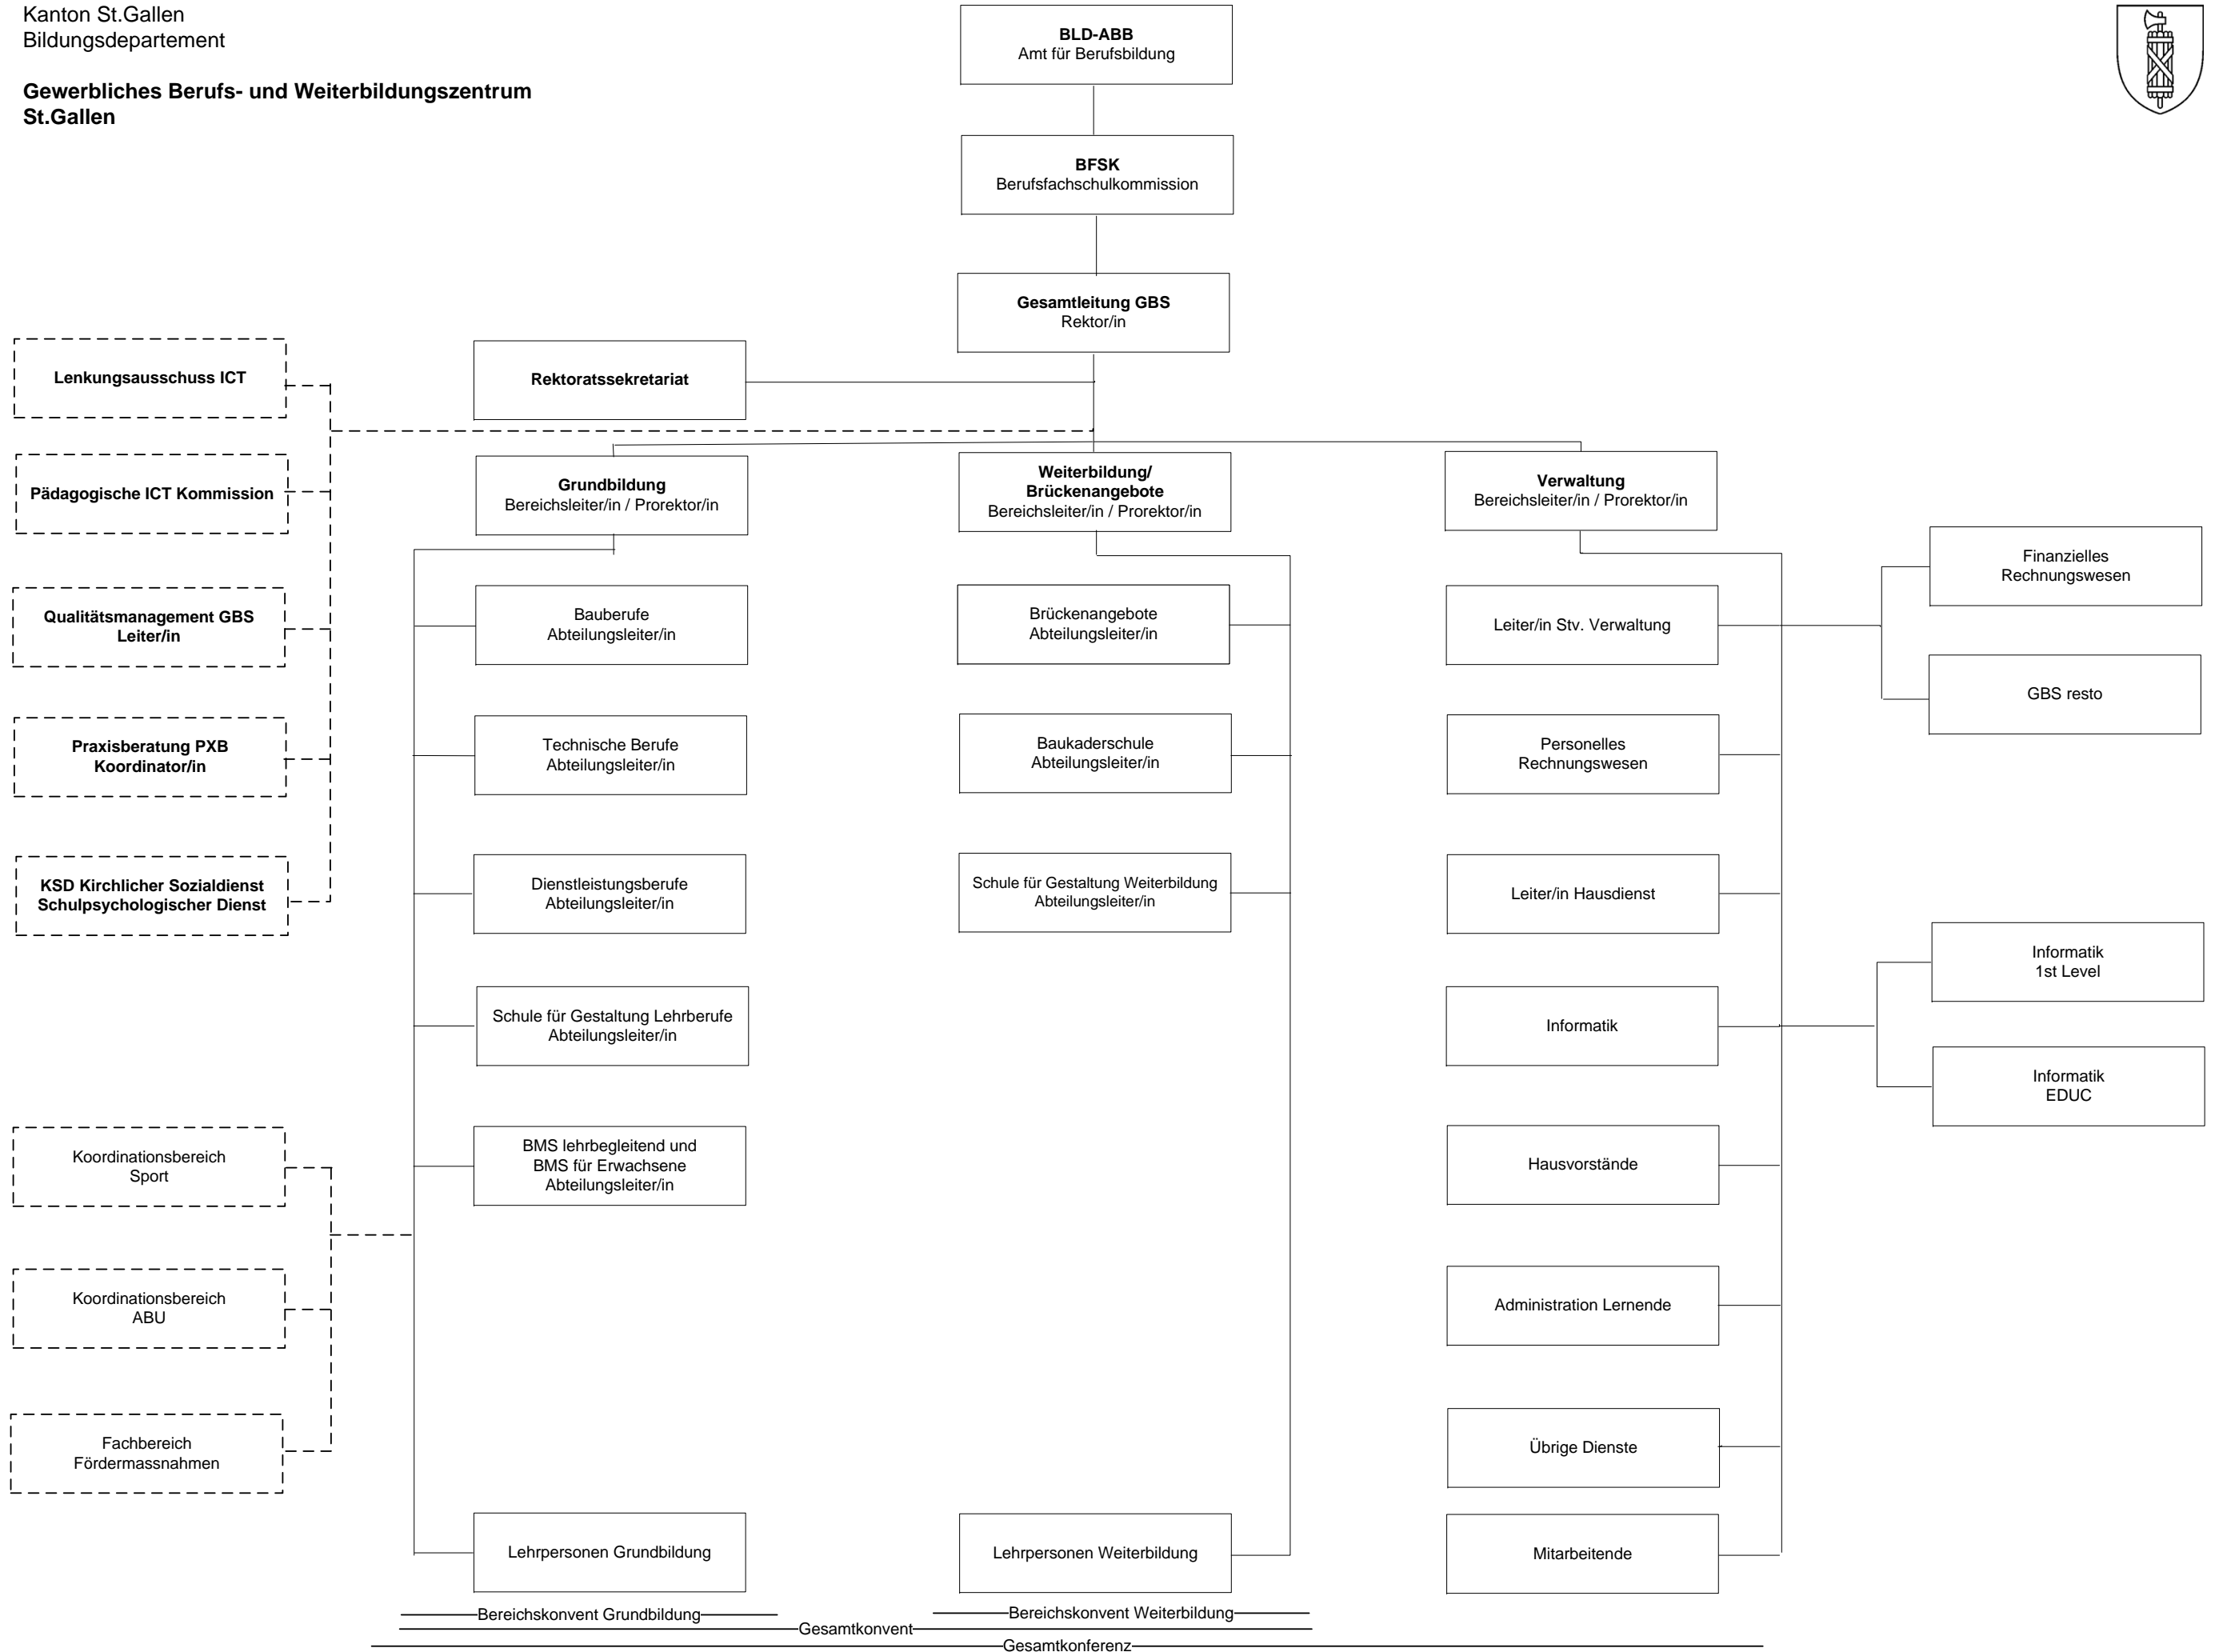 Kanton St.Gallen
Bildungsdepartement
Gewerbliches Berufs- und Weiterbildungszentrum
St.Gallen
BLD-ABB
Amt für Berufsbildung
BFSK
Berufsfachschulkommission
Gesamtleitung GBS
Rektor/in
Rektoratssekretariat
Lenkungsausschuss ICT
Pädagogische ICT Kommission
Qualitätsmanagement GBS
Leiter/in
Praxisberatung PXB
Koordinator/in
KSD Kirchlicher Sozialdienst
Schulpsychologischer Dienst
Koordinationsbereich
Sport
Koordinationsbereich
ABU
Fachbereich
Fördermassnahmen
Grundbildung
Bereichsleiter/in / Prorektor/in
Bauberufe
Abteilungsleiter/in
Technische Berufe
Abteilungsleiter/in
Dienstleistungsberufe
Abteilungsleiter/in
Schule für Gestaltung Lehrberufe
Abteilungsleiter/in
BMS lehrbegleitend und
BMS für Erwachsene
Abteilungsleiter/in
Lehrpersonen Grundbildung
Weiterbildung/
Brückenangebote
Bereichsleiter/in / Prorektor/in
Brückenangebote
Abteilungsleiter/in
Baukaderschule
Abteilungsleiter/in
Schule für Gestaltung Weiterbildung
Abteilungsleiter/in
Lehrpersonen Weiterbildung
Verwaltung
Bereichsleiter/in / Prorektor/in
Leiter/in Stv. Verwaltung
Personelles
Rechnungswesen
Leiter/in Hausdienst
Informatik
Hausvorstände
Administration Lernende
Übrige Dienste
Mitarbeitende
Finanzielles
Rechnungswesen
GBS resto
Informatik
1st Level
Informatik
EDUC
Bereichskonvent Grundbildung
Bereichskonvent Weiterbildung
Gesamtkonvent
Gesamtkonferenz